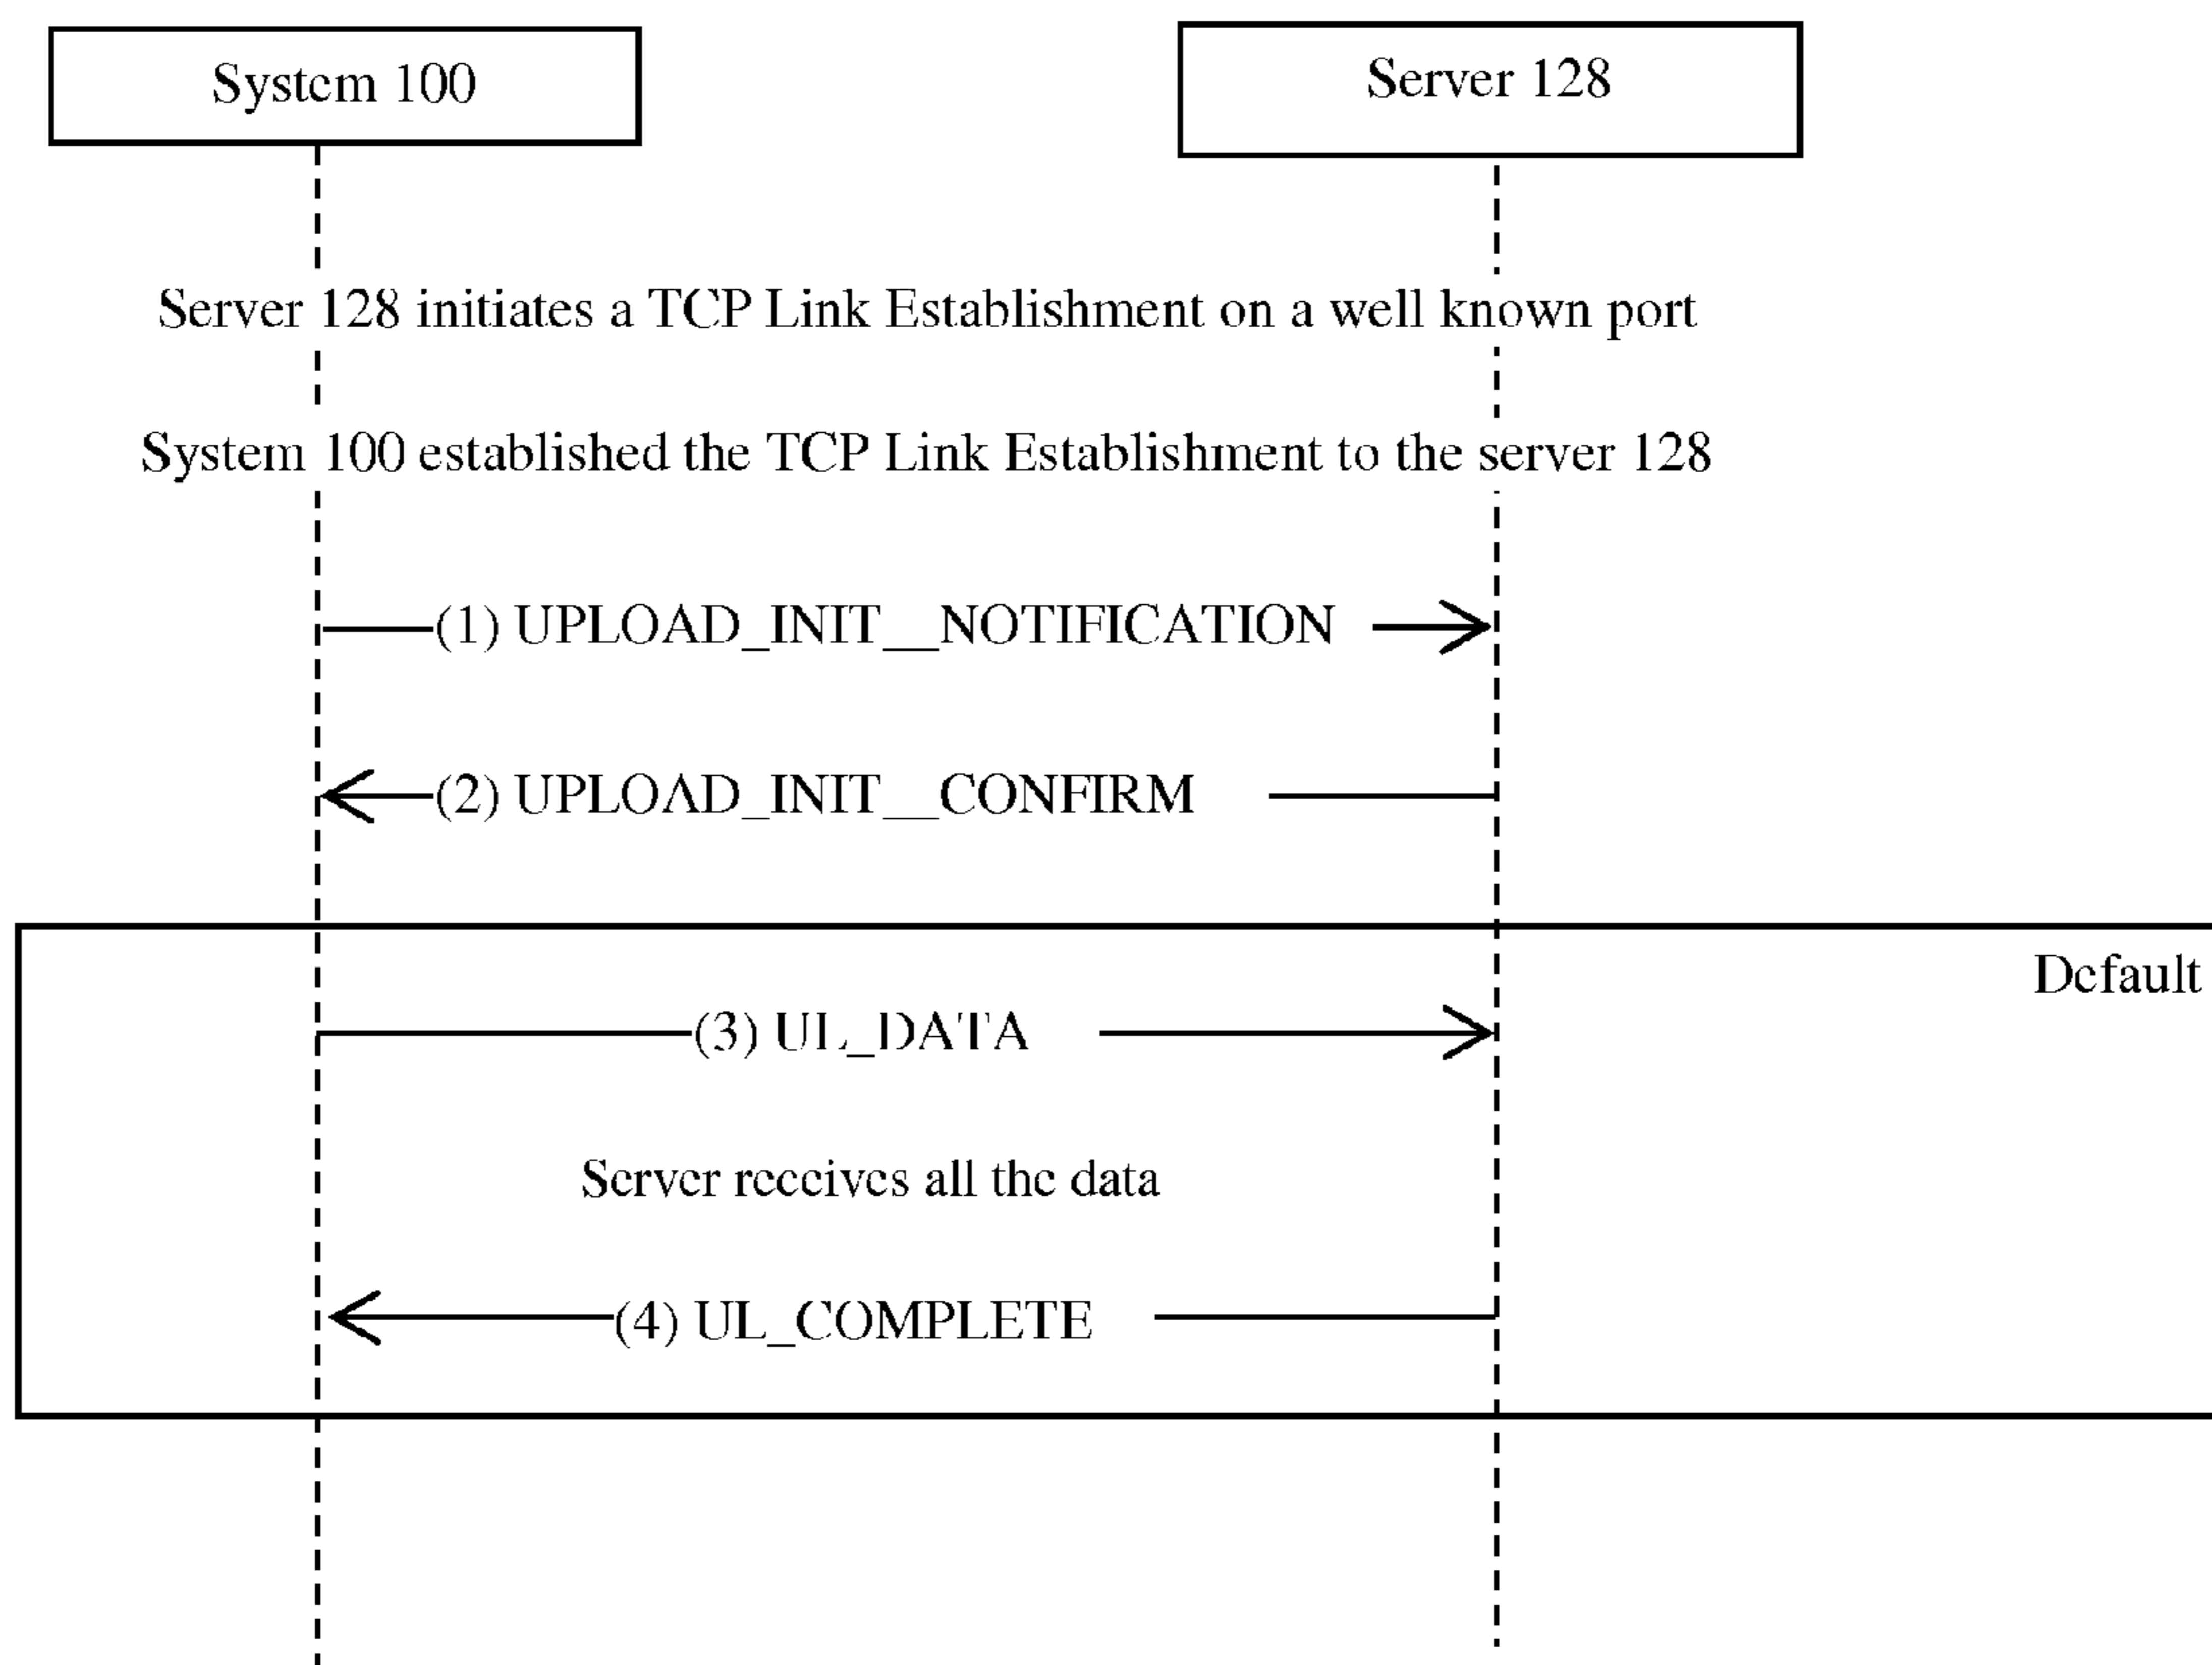 System 100
Server 128
Server 128 initiates a TCP Link Establishment on a well known port
System 100 established the TCP Link Establishment to the server 128
(1) UPLOAD_INIT__NOTIFICATION
(2) UPLOAD_INIT__CONFIRM
Default
(3) UL_DATA
Server receives all the data
(4) UL_COMPLETE